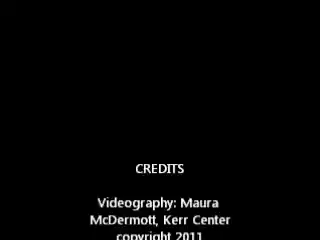 CREDITS
Videography: Maura
McDermott, Kerr Center
copyright 2011